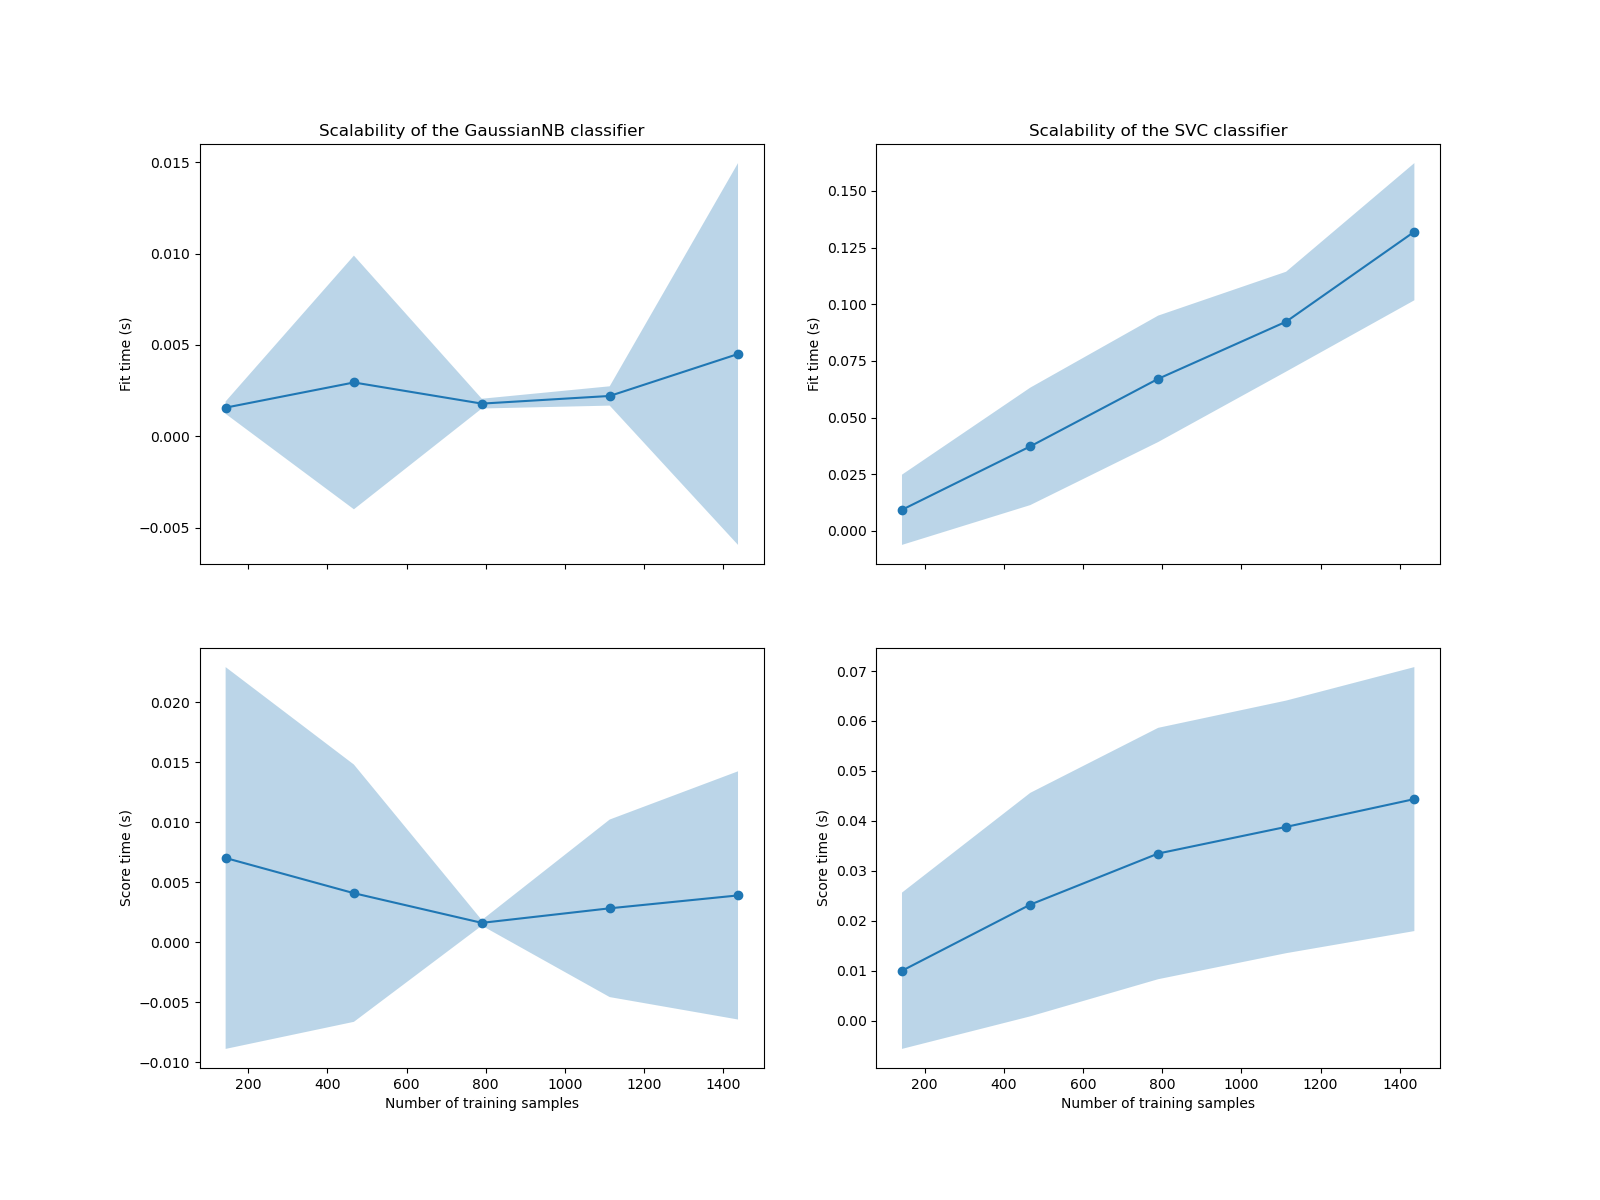 Scalability of the GaussianNB classifier
0.015
0.010
0.005
0.000
−0.005
Fit time (s)
Scalability of the SVC classifier
0.150
0.125
0.100
0.075
0.050
0.025
0.000
Fit time (s)
0.020
0.015
0.010
0.005
0.000
−0.005
−0.010
Score time (s)
200 400 600 800 1000 1200 1400
Number of training samples
0.07
0.06
0.05
0.04
0.03
0.02
0.01
0.00
Score time (s)
200 400 600 800 1000 1200 1400
Number of training samples